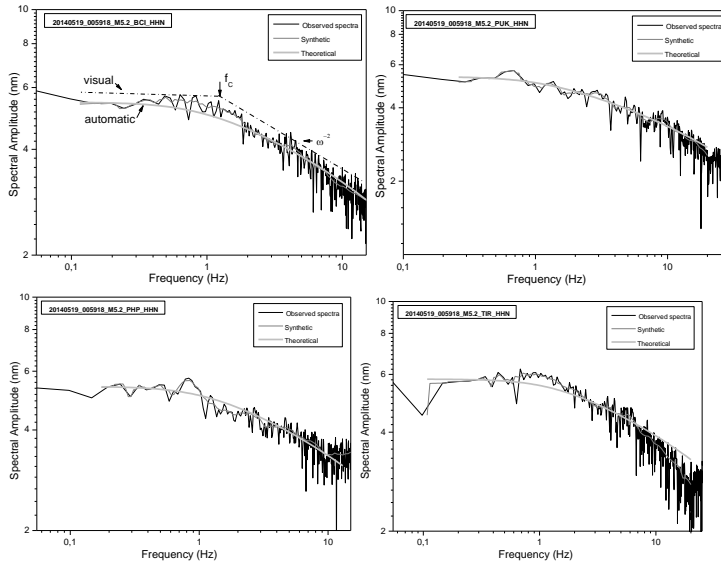 20140519_005918_M5.2_BCI_HHN
Observed spectra
Synthetic
Theoretical
visual
f_c
automatic
ω⁻²
Spectral Amplitude (nm)
10
8
6
4
2
0,1
1
10
Frequency (Hz)
20140519_005918_M5.2_PUK_HHN
Observed spectra
Synthetic
Theoretical
Spectral Amplitude (nm)
10
8
6
4
2
0,1
1
10
Frequency (Hz)
20140519_005918_M5.2_PHP_HHN
Observed spectra
Synthetic
Theoretical
Spectral Amplitude (nm)
10
8
6
4
2
0,1
1
10
Frequency (Hz)
20140519_005918_M5.2_TIR_HHN
Observed spectra
Synthetic
Theoretical
Spectral Amplitude (nm)
10
8
6
4
2
0,1
1
10
Frequency (Hz)